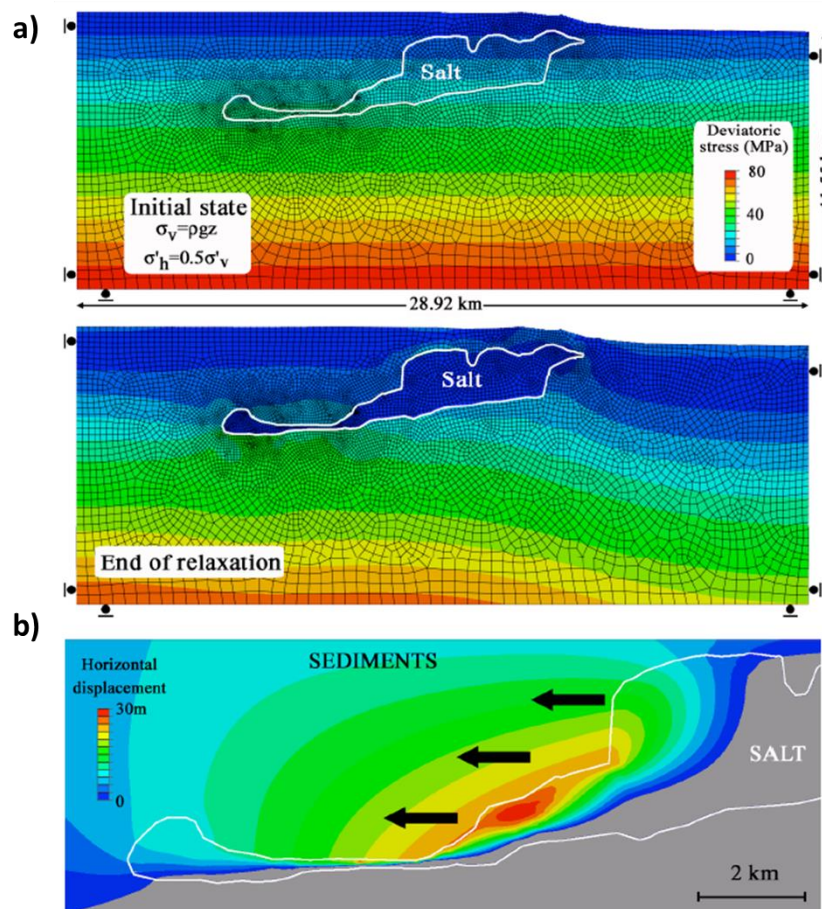 a)
Salt
Deviatoric
stress (MPa)
80
40
0
Initial state
σv=ρgz
σ'h=0.5σ'v
28.92 km
Salt
End of relaxation
b)
SEDIMENTS
Horizontal
displacement
30m
0
SALT
2 km